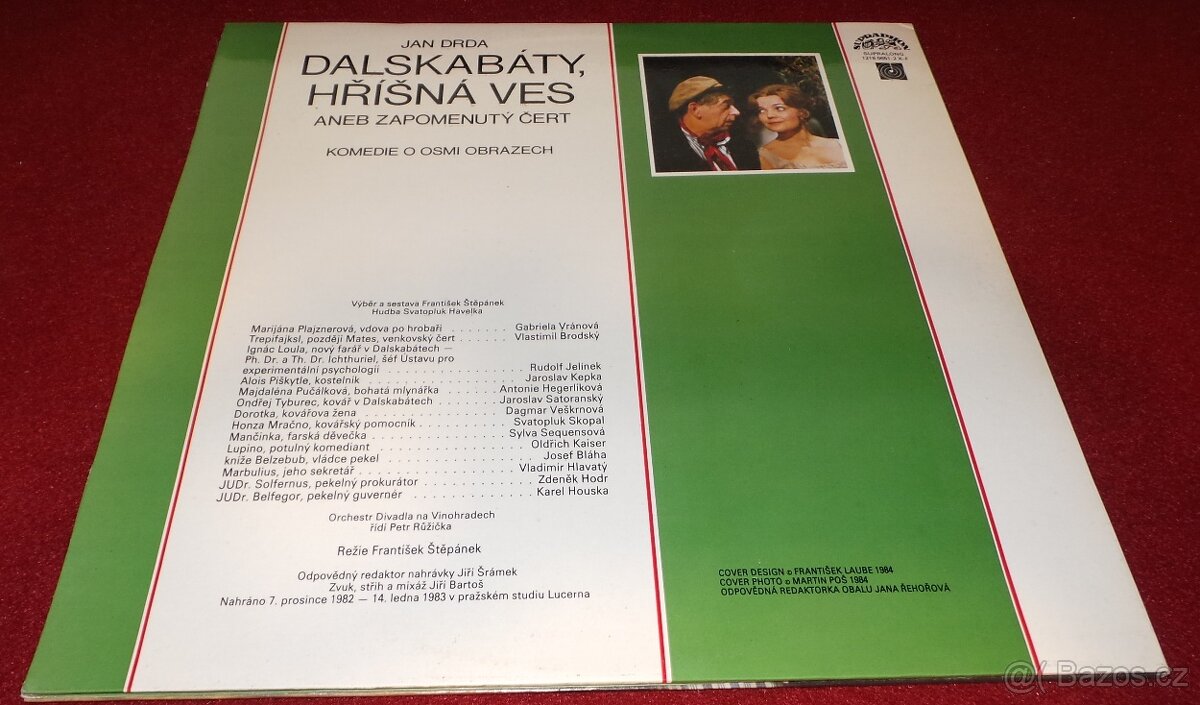 JAN DRDA
DALSKABÁTY,
HŘÍŠNÁ VES
ANEB ZAPOMENUTÝ ČERT
KOMEDIE O OSMI OBRAZECH
SUPRAPHON
SUPRALONG
Výběr a sestava František Štěpánek
Hudba Svatopluk Havelka
Marijána Plajznerová, vdova po hrobaři . . . . . . . Gabriela Vránová
Trepifajksl, později Mates, venkovský čert . . . . . . Vlastimil Brodský
Ignác Loula, nový farář v Dalskabátech —
Ph. Dr. a Th. Dr. Ichthuriel, šéf Ústavu pro
experimentální psychologii . . . . . . . . . . . . . . . Rudolf Jelínek
Alois Piškytle, kostelník . . . . . . . . . . . . . . . . Jaroslav Kepka
Majdaléna Pučálková, bohatá mlynářka . . . . . . Antonie Hegerlíková
Ondřej Tyburec, kovář v Dalskabátech . . . . . . . Jaroslav Satoranský
Dorotka, kovářova žena . . . . . . . . . . . . . . . Dagmar Veškrnová
Honza Mračno, kovářský pomocník . . . . . . . . . Svatopluk Skopal
Mančinka, farská děvečka . . . . . . . . . . . . . . Sylva Sequensová
Lupino, potulný komediant . . . . . . . . . . . . . . . Oldřich Kaiser
kníže Belzebub, vládce pekel . . . . . . . . . . . . . . . Josef Bláha
Marbulius, jeho sekretář . . . . . . . . . . . . . . . Vladimír Hlavatý
JUDr. Solfernus, pekelný prokurátor . . . . . . . . . . . Zdeněk Hodr
JUDr. Belfegor, pekelný guvernér . . . . . . . . . . . . Karel Houska
Orchestr Divadla na Vinohradech
řídí Petr Růžička
Režie František Štěpánek
Odpovědný redaktor nahrávky Jiří Šrámek
Zvuk, střih a mixáž Jiří Bartoš
Nahráno 7. prosince 1982 — 14. ledna 1983 v pražském studiu Lucerna
COVER DESIGN © FRANTIŠEK LAUBE 1984
COVER PHOTO © MARTIN POŠ 1984
ODPOVĚDNÁ REDAKTORKA OBALU JANA ŘEHOŘOVÁ
Bazos.cz